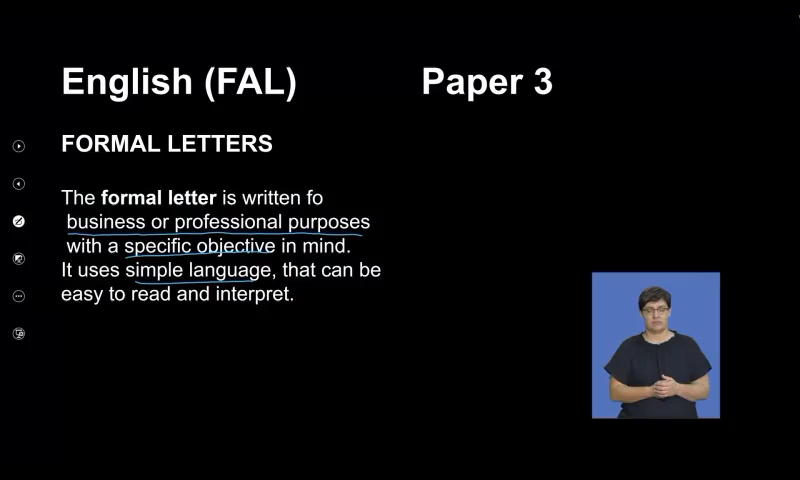 English (FAL) Paper 3
FORMAL LETTERS
The formal letter is written fo
business or professional purposes
with a specific objective in mind.
It uses simple language, that can be
easy to read and interpret.